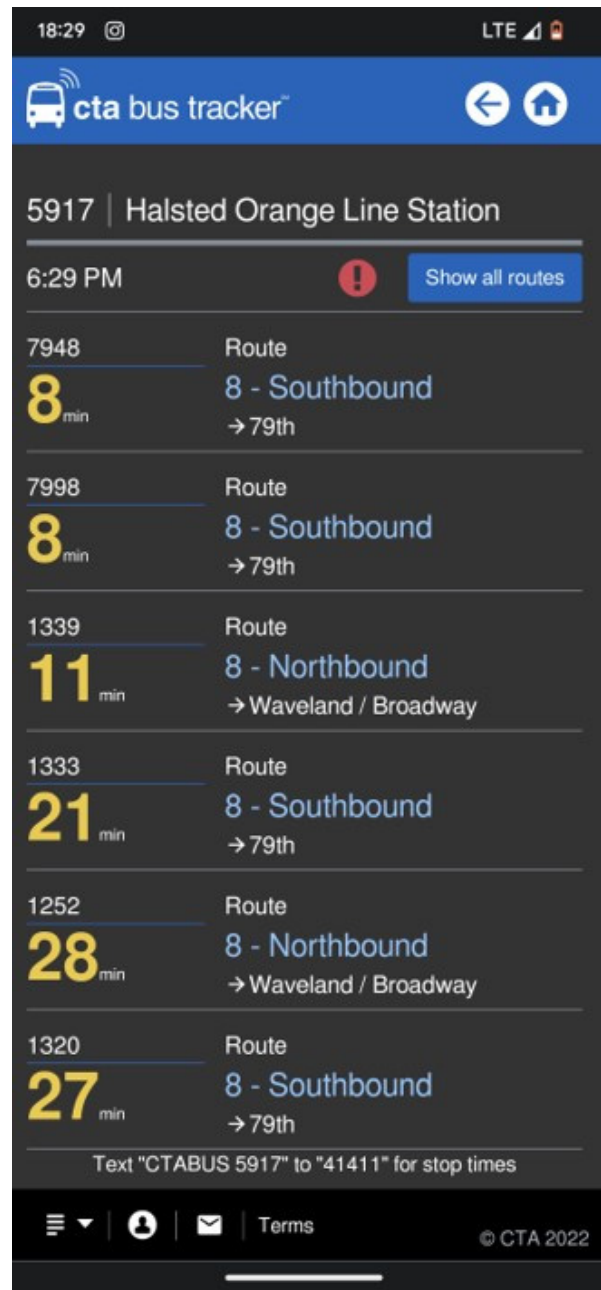 18:29 LTE
cta bus tracker℠
5917 | Halsted Orange Line Station
6:29 PM ! Show all routes
7948 Route
8 min 8 - Southbound
→79th
7998 Route
8 min 8 - Southbound
→79th
1339 Route
11 min 8 - Northbound
→Waveland / Broadway
1333 Route
21 min 8 - Southbound
→79th
1252 Route
28 min 8 - Northbound
→Waveland / Broadway
1320 Route
27 min 8 - Southbound
→79th
Text "CTABUS 5917" to "41411" for stop times
Terms © CTA 2022